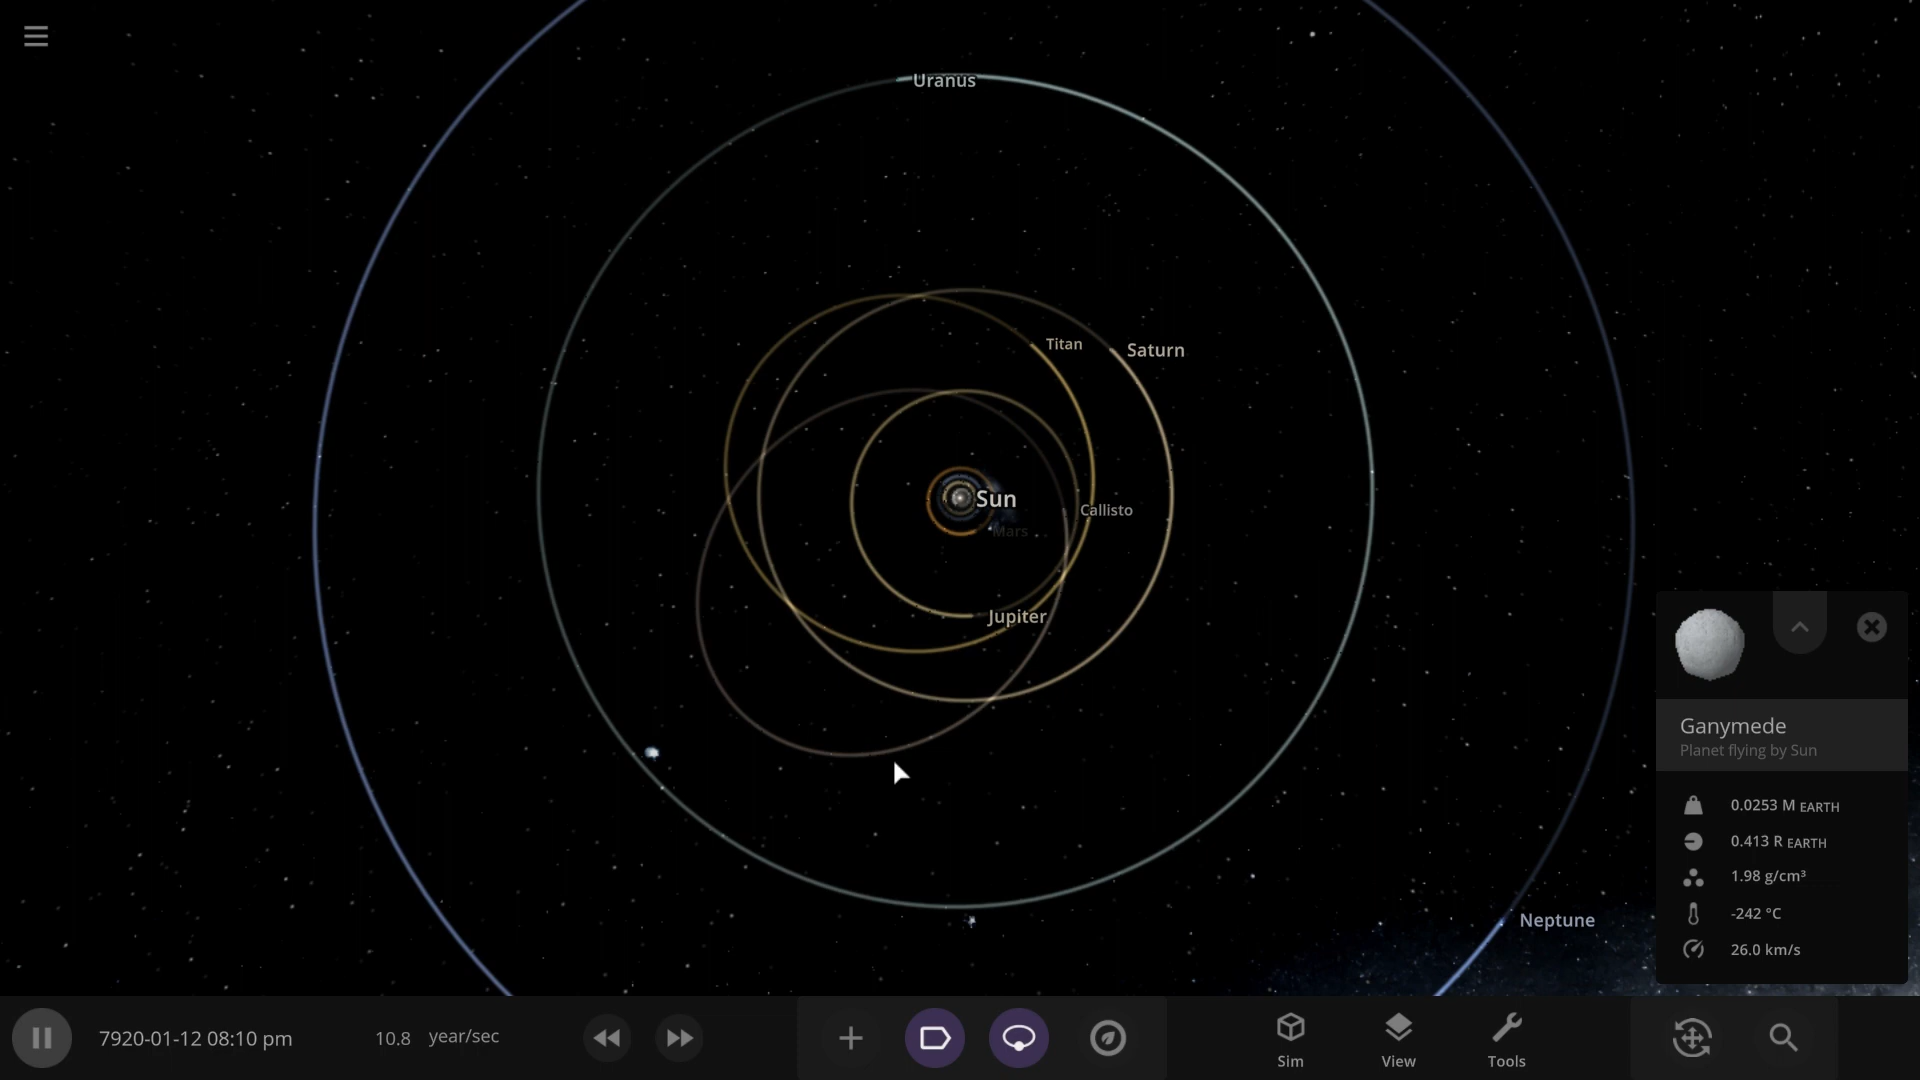 Uranus
Titan
Saturn
Sun
Callisto
Mars
Jupiter
Neptune
Ganymede
Planet flying by Sun
0.0253 M EARTH
0.413 R EARTH
1.98 g/cm³
-242 °C
26.0 km/s
7920-01-12 08:10 pm
10.8 year/sec
Sim
View
Tools